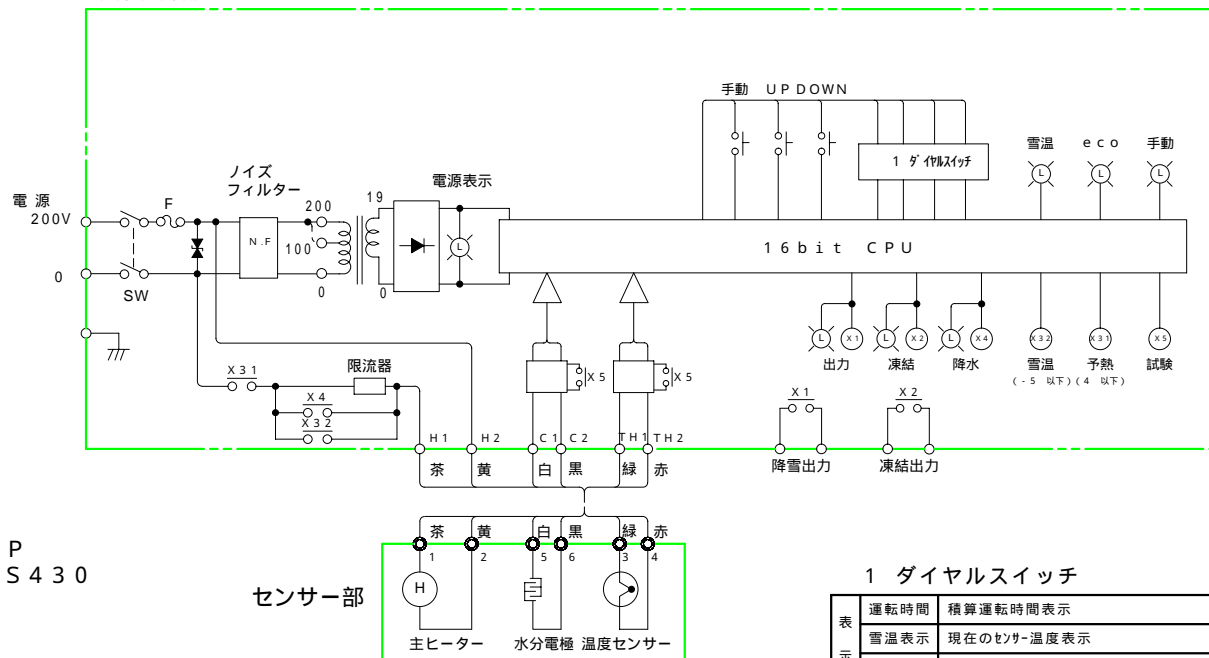 手動 UP DOWN
雪温 eco 手動
L L L
1 ダイヤルスイッチ
ノイズ
フィルター
電源表示
電源
200V
F
N.F
200
100
0
19
0
L
16bit CPU
0
SW
L X1 L X2 L X4 X32 X31 X5
出力 凍結 降水 雪温 予熱 試験
(-5 以下) (4 以下)
X31
限流器
X4
X32
X5 X5
X1 X2
H1 H2 C1 C2 TH1 TH2
茶 黄 白 黒 緑 赤
降雪出力 凍結出力
茶 黄 白 黒 緑 赤
1 2 5 6 3 4
P
S430
センサー部
H
主ヒーター 水分電極 温度センサー
1 ダイヤルスイッチ
表示
運転時間 積算運転時間表示
雪温表示 現在のセンサー温度表示